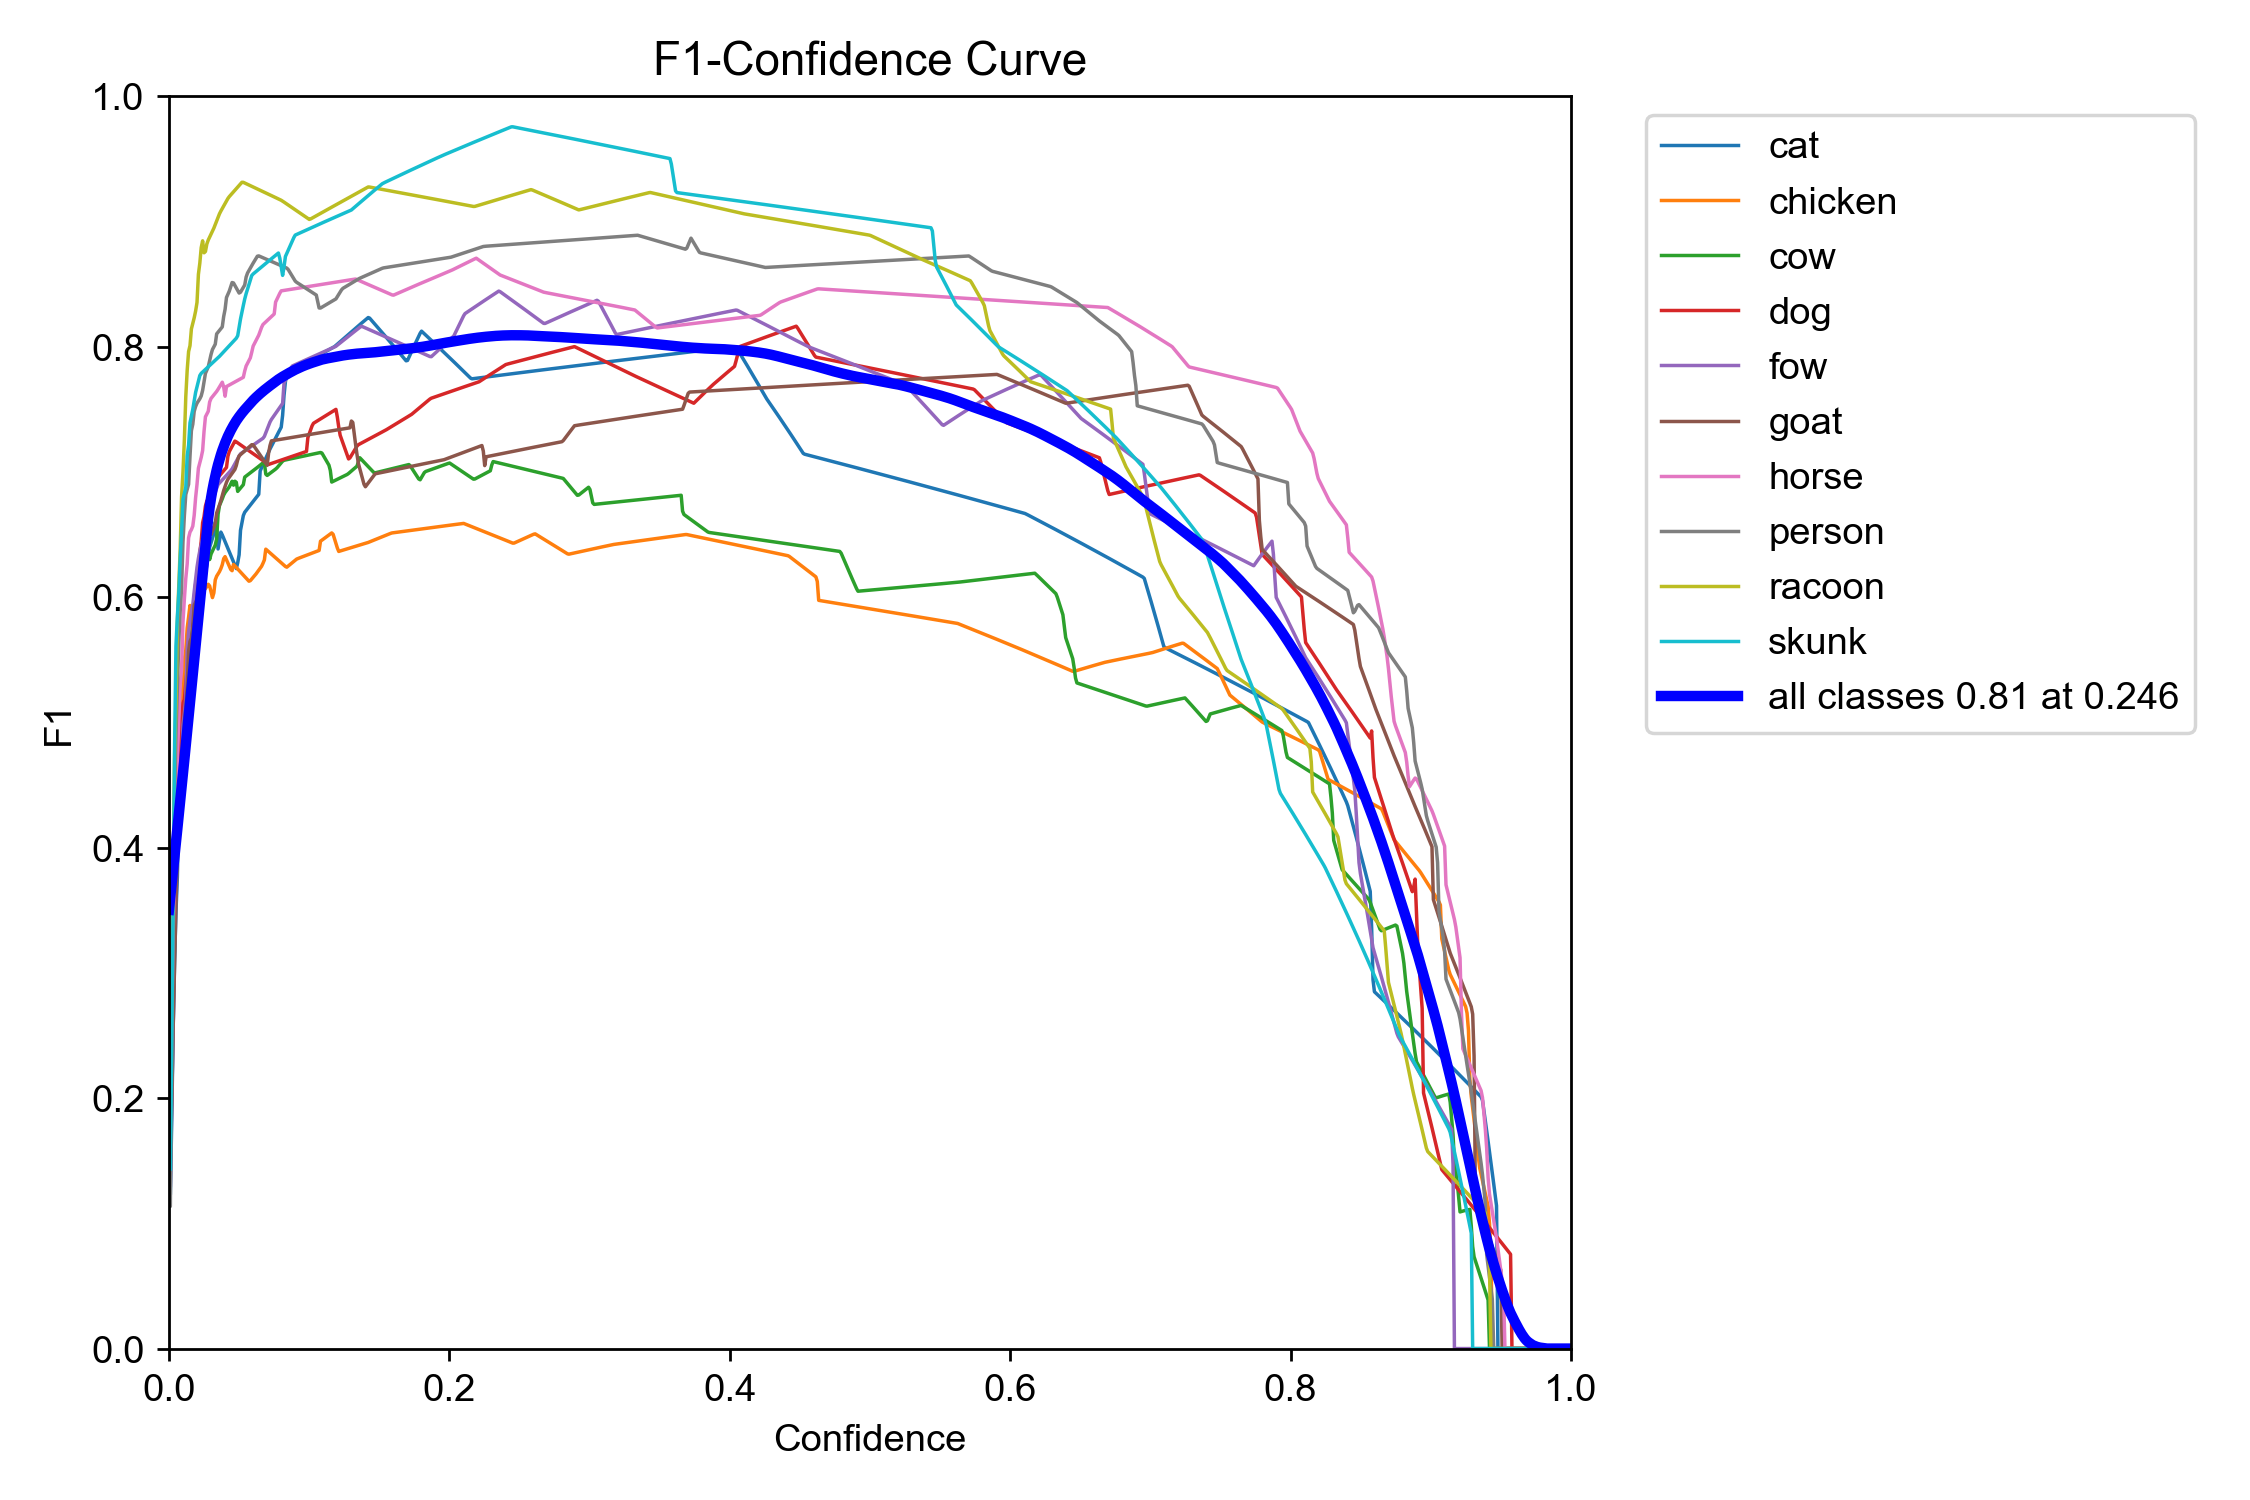 F1-Confidence Curve
1.0
0.8
0.6
0.4
0.2
0.0
F1
0.0 0.2 0.4 0.6 0.8 1.0
Confidence
cat
chicken
cow
dog
fow
goat
horse
person
racoon
skunk
all classes 0.81 at 0.246